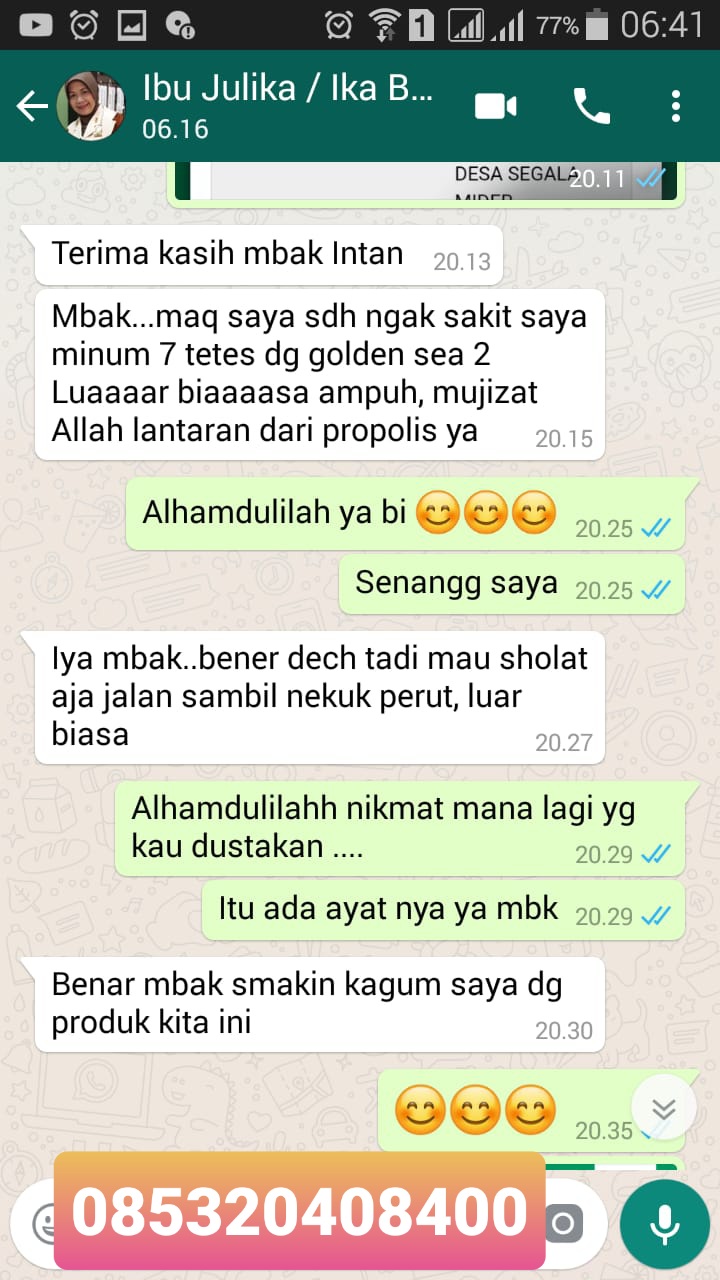 1 77% 06:41
Ibu Julika / Ika B...
06.16
DESA SEGALA
20.11
MIDER
Terima kasih mbak Intan 20.13
Mbak...maq saya sdh ngak sakit saya
minum 7 tetes dg golden sea 2
Luaaaar biaaaasa ampuh, mujizat
Allah lantaran dari propolis ya 20.15
Alhamdulilah ya bi 😊😊😊 20.25
Senangg saya 20.25
Iya mbak..bener dech tadi mau sholat
aja jalan sambil nekuk perut, luar
biasa 20.27
Alhamdulilahh nikmat mana lagi yg
kau dustakan .... 20.29
Itu ada ayat nya ya mbk 20.29
Benar mbak smakin kagum saya dg
produk kita ini 20.30
😊😊😊 20.35
085320408400